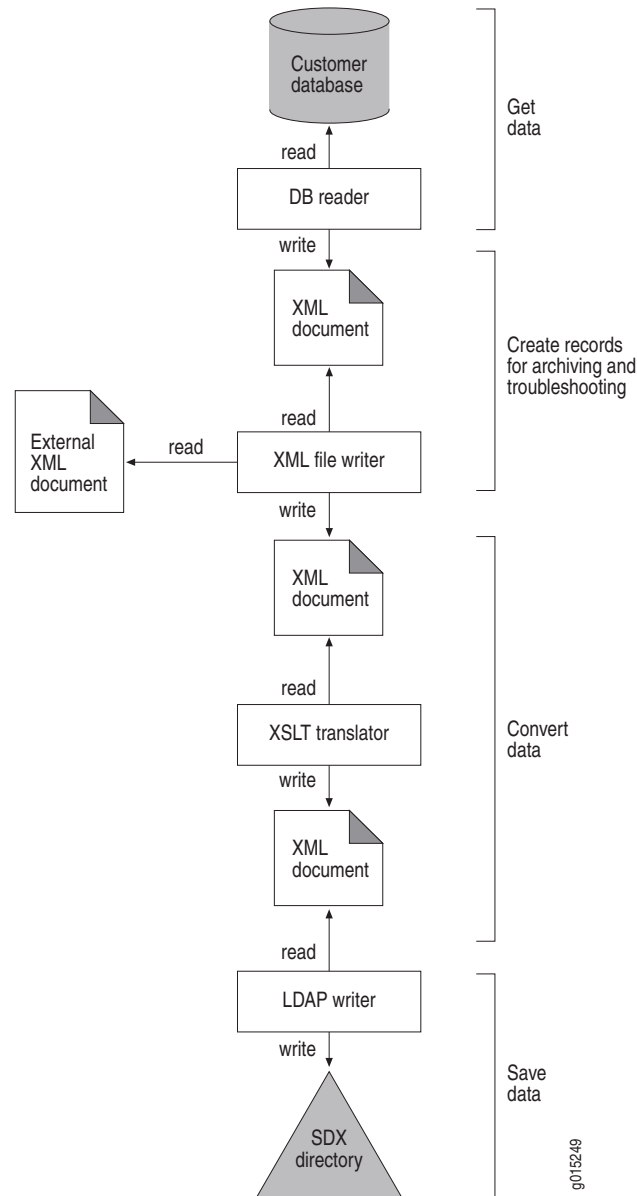 Customer
database
Get
data
read
DB reader
write
XML
document
Create records
for archiving and
troubleshooting
read
External
XML
document
read
XML file writer
write
XML
document
read
XSLT translator
Convert
data
write
XML
document
read
LDAP writer
write
Save
data
SDX
directory
g015249